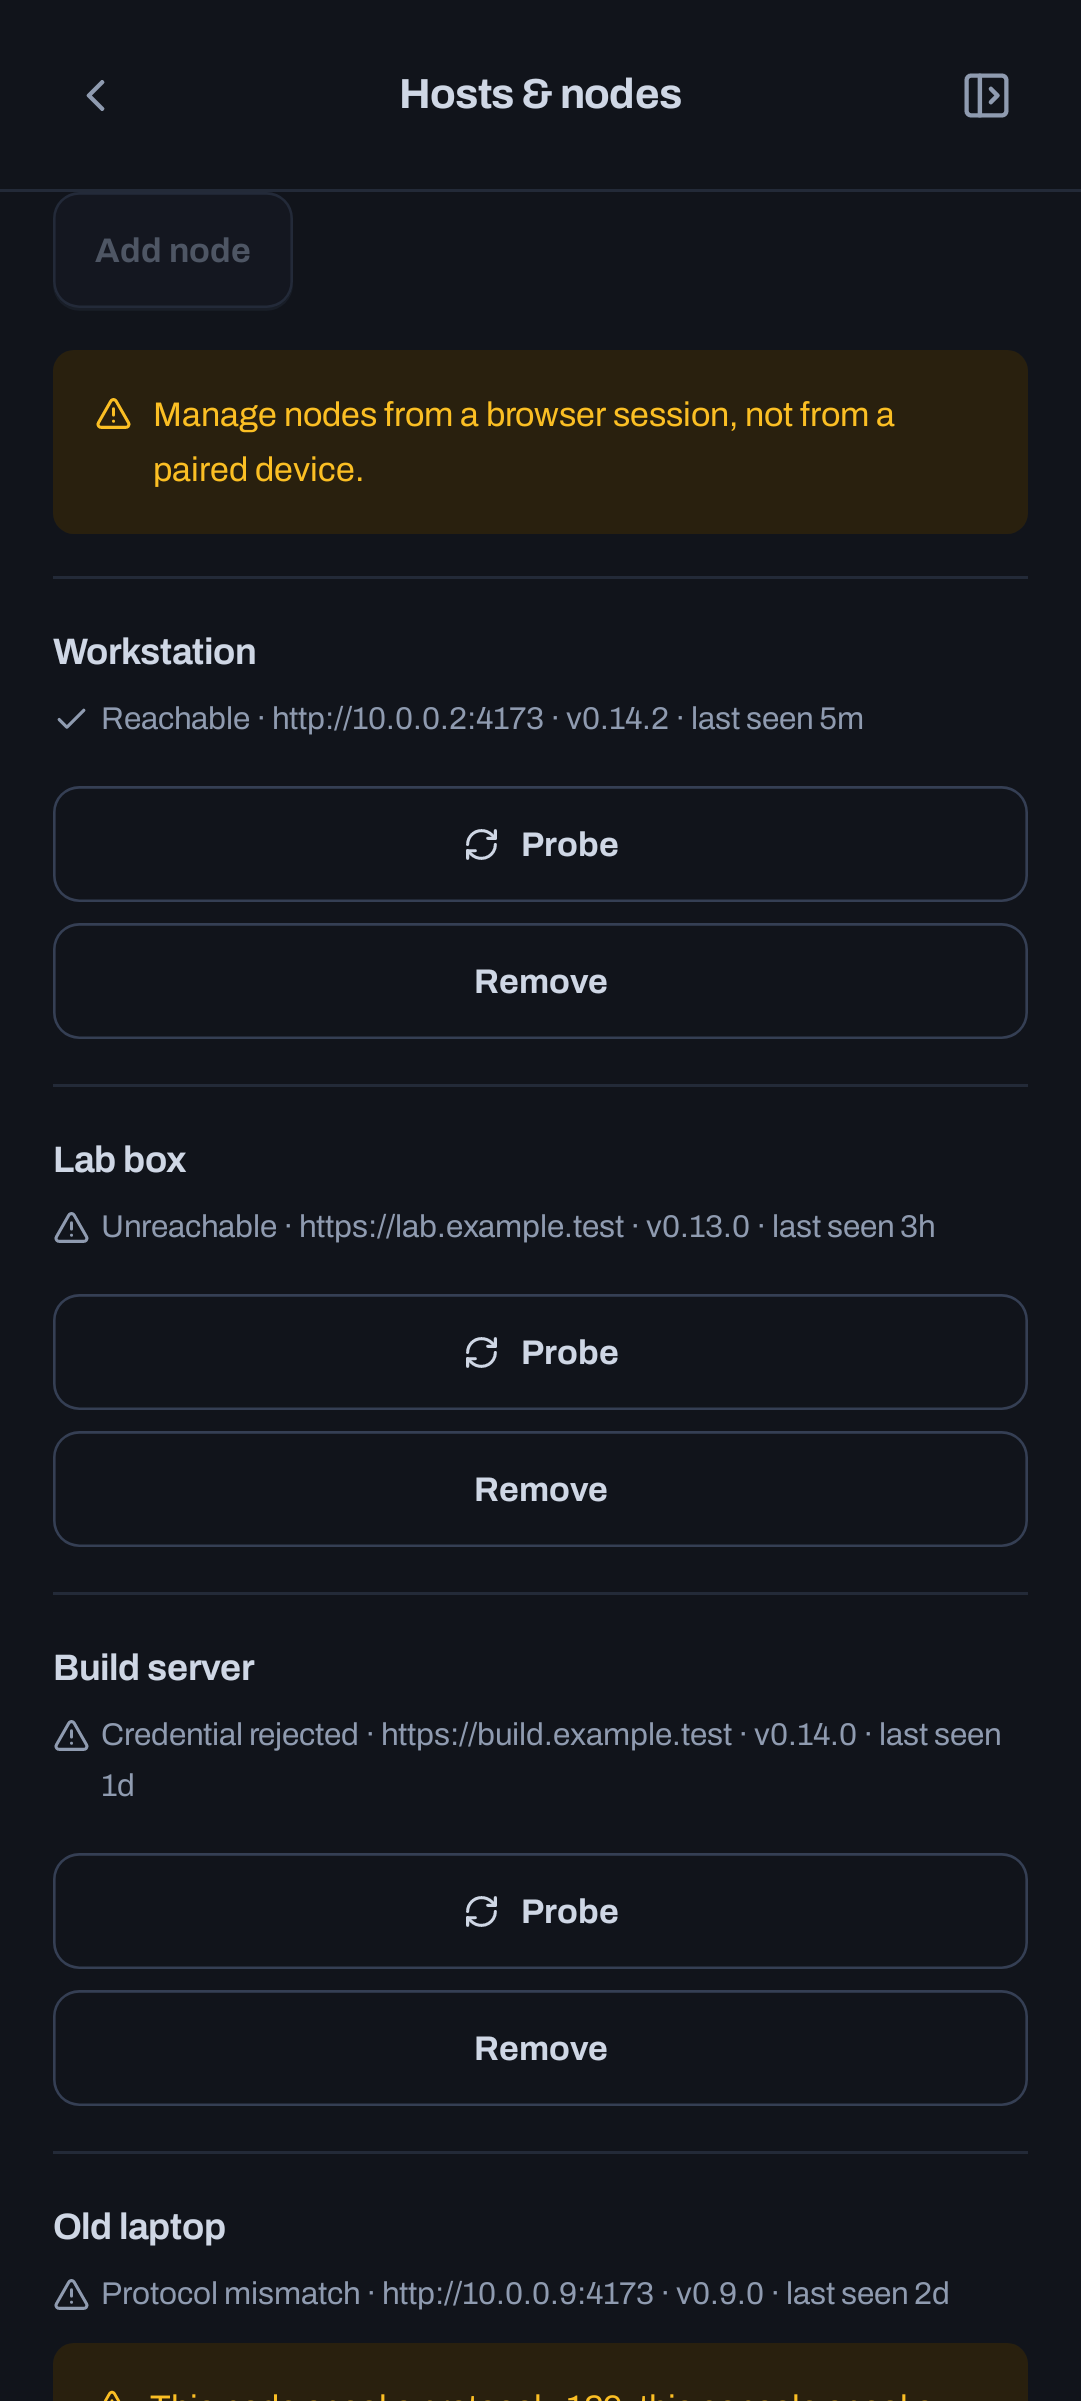 Hosts & nodes
Add node
Manage nodes from a browser session, not from a
paired device.
Workstation
Reachable · http://10.0.0.2:4173 · v0.14.2 · last seen 5m
Probe
Remove
Lab box
Unreachable · https://lab.example.test · v0.13.0 · last seen 3h
Probe
Remove
Build server
Credential rejected · https://build.example.test · v0.14.0 · last seen
1d
Probe
Remove
Old laptop
Protocol mismatch · http://10.0.0.9:4173 · v0.9.0 · last seen 2d